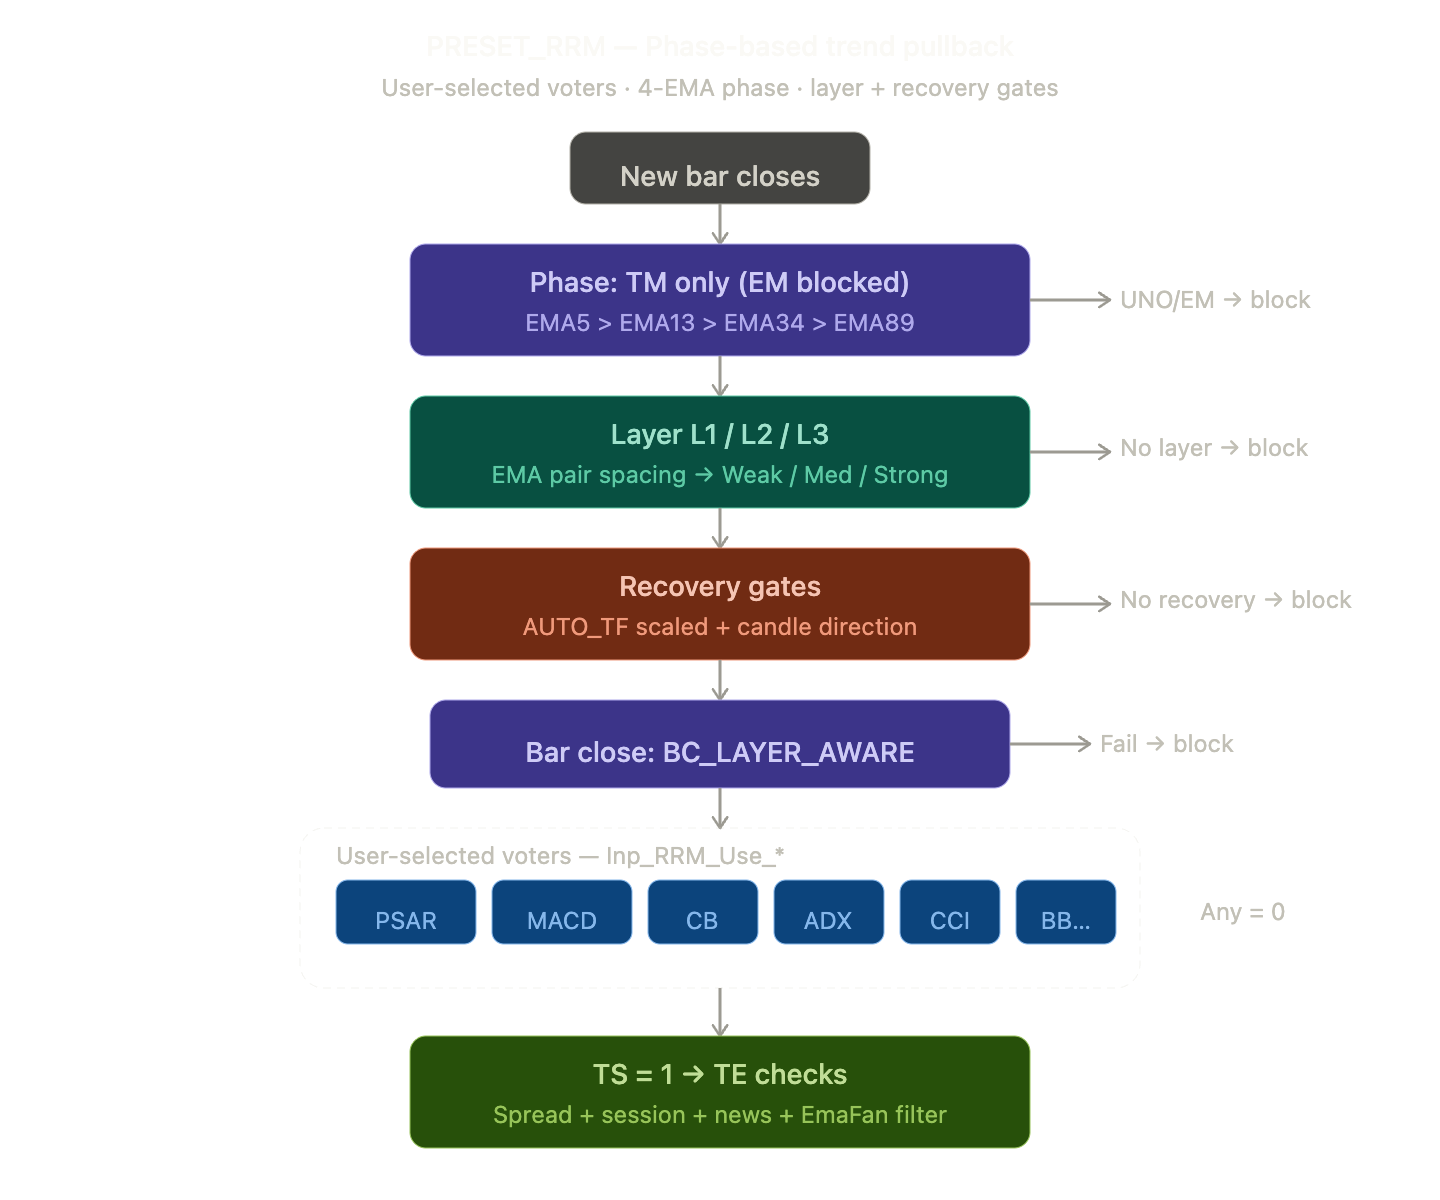 PRESET_RRM — Phase-based trend pullback
User-selected voters · 4-EMA phase · layer + recovery gates
New bar closes
Phase: TM only (EM blocked)
EMA5 > EMA13 > EMA34 > EMA89
UNO/EM → block
Layer L1 / L2 / L3
EMA pair spacing → Weak / Med / Strong
No layer → block
Recovery gates
AUTO_TF scaled + candle direction
No recovery → block
Bar close: BC_LAYER_AWARE
Fail → block
User-selected voters — Inp_RRM_Use_*
PSAR
MACD
CB
ADX
CCI
BB...
Any = 0
TS = 1 → TE checks
Spread + session + news + EmaFan filter